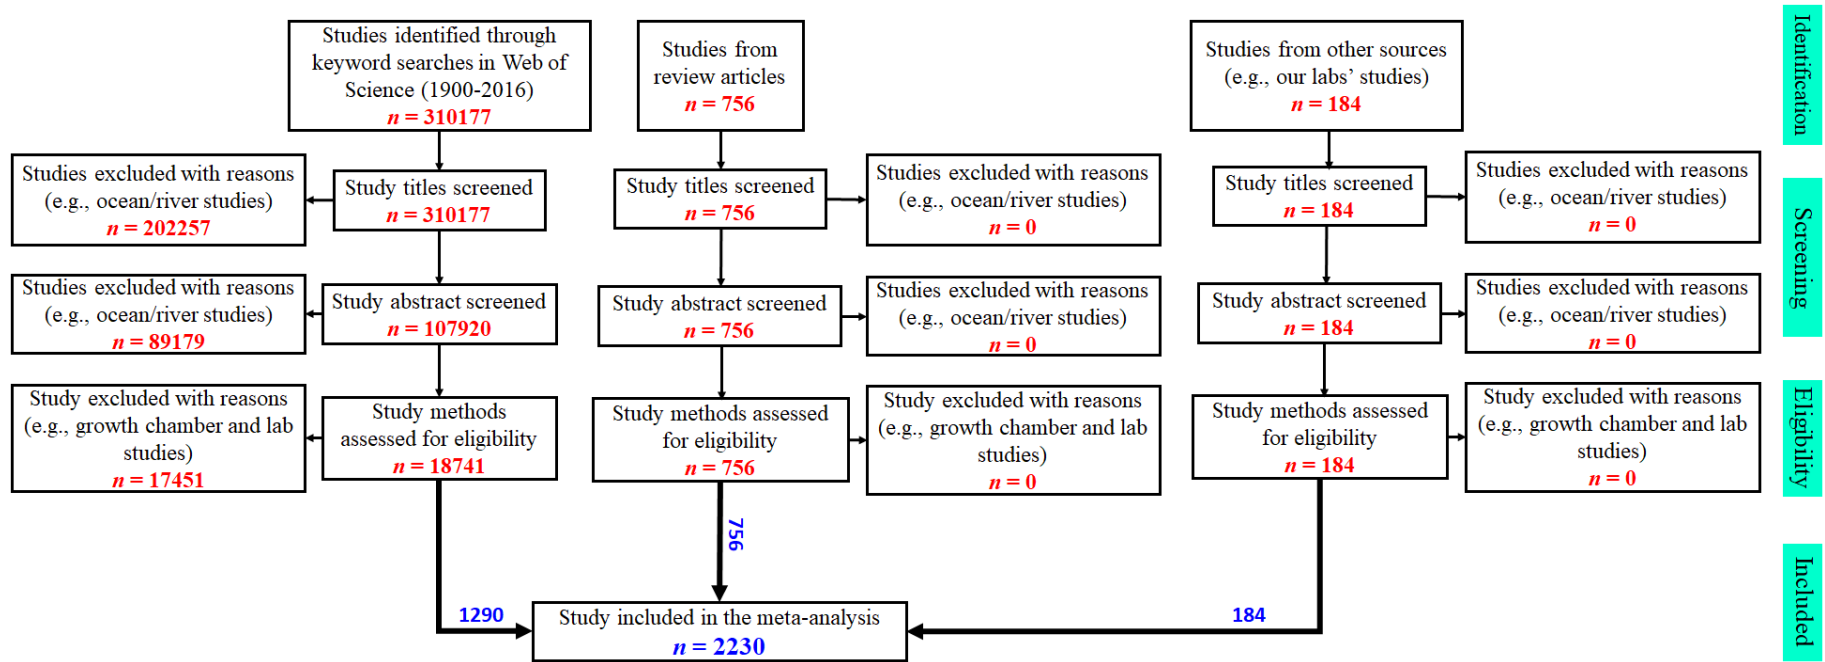 Studies identified through
keyword searches in Web of
Science (1900-2016)
n = 310177
Studies from
review articles
n = 756
Studies from other sources
(e.g., our labs' studies)
n = 184
Identification
Studies excluded with reasons
(e.g., ocean/river studies)
n = 202257
Study titles screened
n = 310177
Study titles screened
n = 756
Studies excluded with reasons
(e.g., ocean/river studies)
n = 0
Study titles screened
n = 184
Studies excluded with reasons
(e.g., ocean/river studies)
n = 0
Screening
Studies excluded with reasons
(e.g., ocean/river studies)
n = 89179
Study abstract screened
n = 107920
Study abstract screened
n = 756
Studies excluded with reasons
(e.g., ocean/river studies)
n = 0
Study abstract screened
n = 184
Studies excluded with reasons
(e.g., ocean/river studies)
n = 0
Study excluded with reasons
(e.g., growth chamber and lab
studies)
n = 17451
Study methods
assessed for eligibility
n = 18741
Study methods assessed
for eligibility
n = 756
Study excluded with reasons
(e.g., growth chamber and lab
studies)
n = 0
Study methods assessed
for eligibility
n = 184
Study excluded with reasons
(e.g., growth chamber and lab
studies)
n = 0
Eligibility
756
1290
184
Study included in the meta-analysis
n = 2230
Included